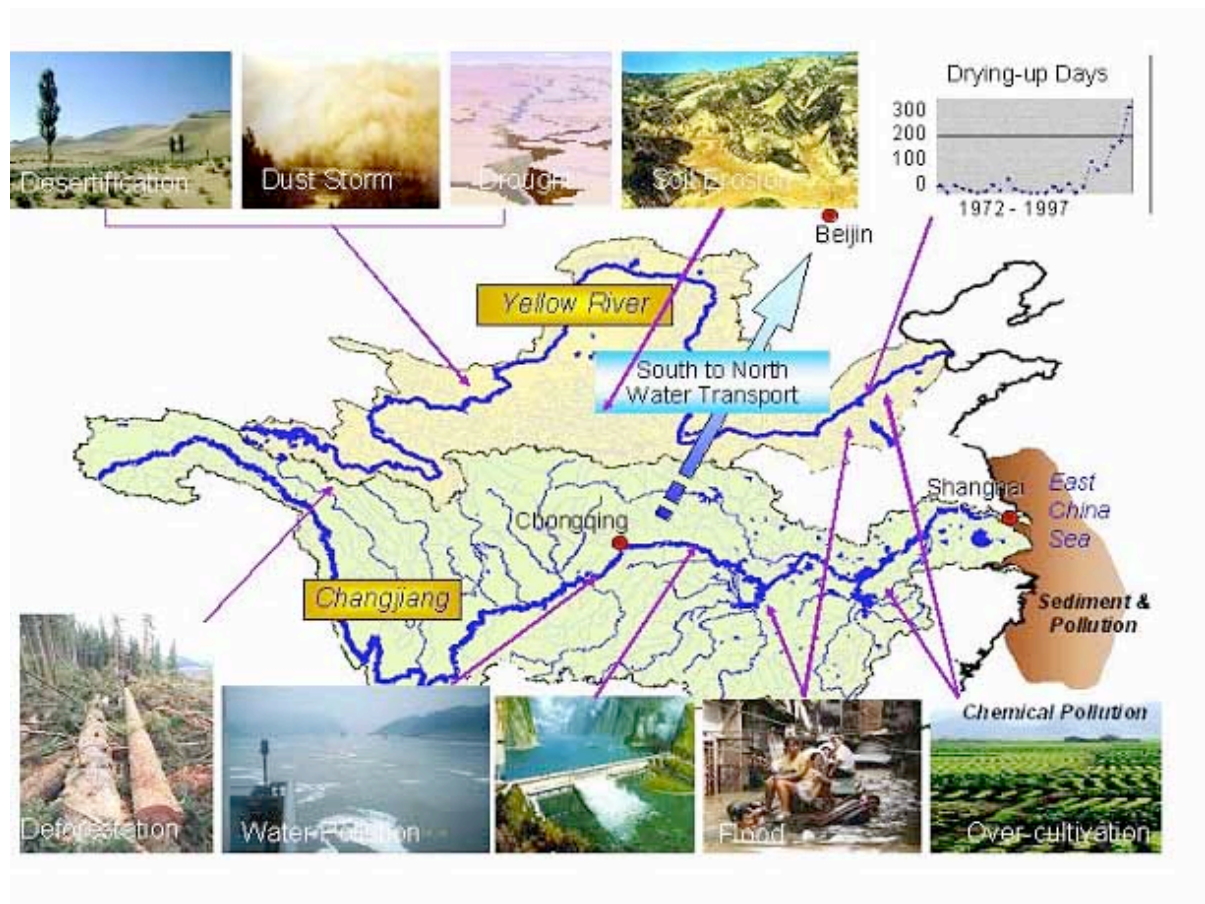 Desertification
Dust Storm
Drought
Soil Erosion
Drying-up Days
300
200
100
0
1972 - 1997
Beijin
Yellow River
South to North
Water Transport
Shanghai
East
China
Sea
Chongqing
Changjiang
Sediment &
Pollution
Chemical Pollution
Deforestation
Water Pollution
Flood
Over-cultivation